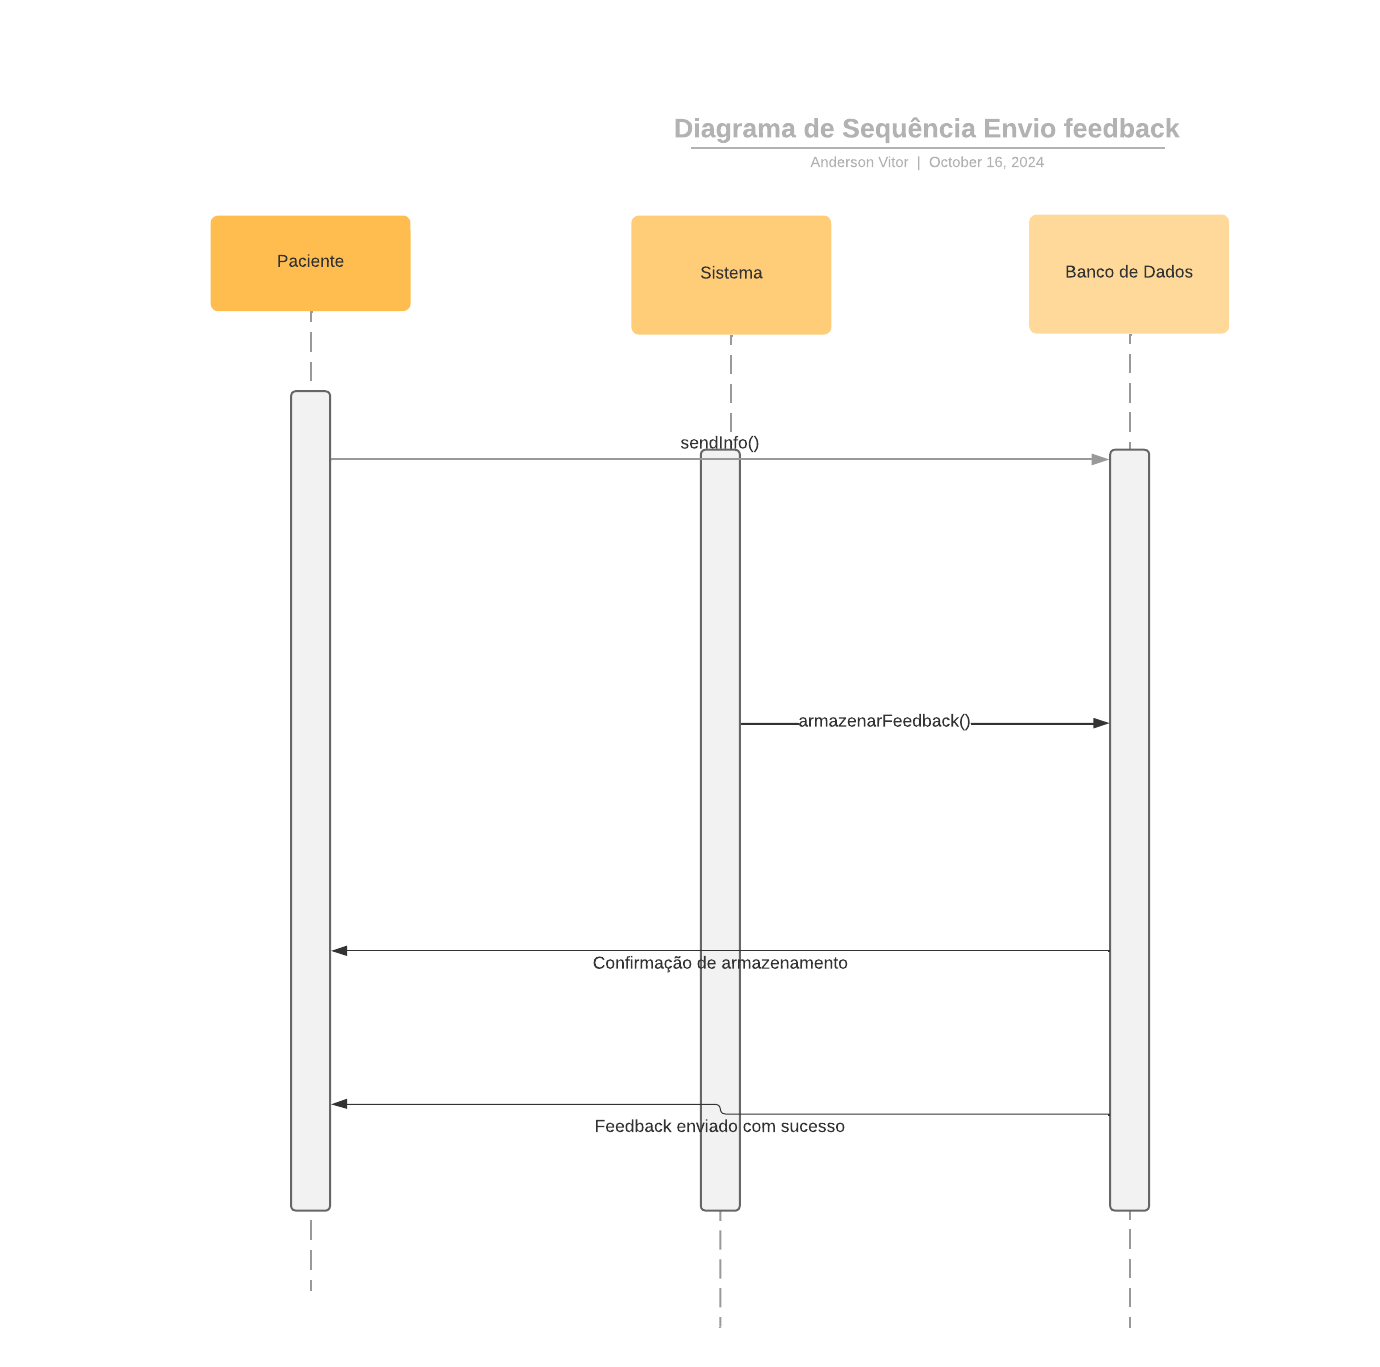 Diagrama de Sequência Envio feedback
Anderson Vitor | October 16, 2024
Paciente
Sistema
Banco de Dados
sendInfo()
armazenarFeedback()
Confirmação de armazenamento
Feedback enviado com sucesso